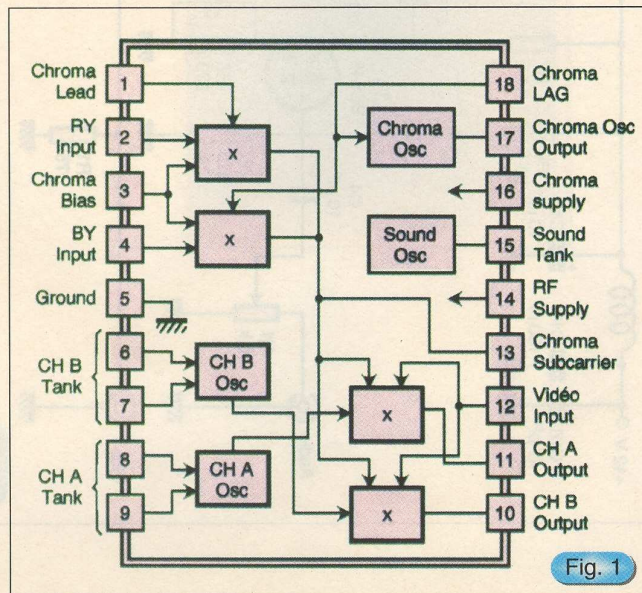 Chroma
Lead
1
RY
Input
2
Chroma
Bias
3
BY
Input
4
Ground
5
CH B
Tank
6
7
CH A
Tank
8
9
x
x
Chroma
Osc
Sound
Osc
CH B
Osc
CH A
Osc
x
x
18
Chroma
LAG
17
Chroma Osc
Output
16
Chroma
supply
15
Sound
Tank
14
RF
Supply
13
Chroma
Subcarrier
12
Vidéo
Input
11
CH A
Output
10
CH B
Output
Fig. 1